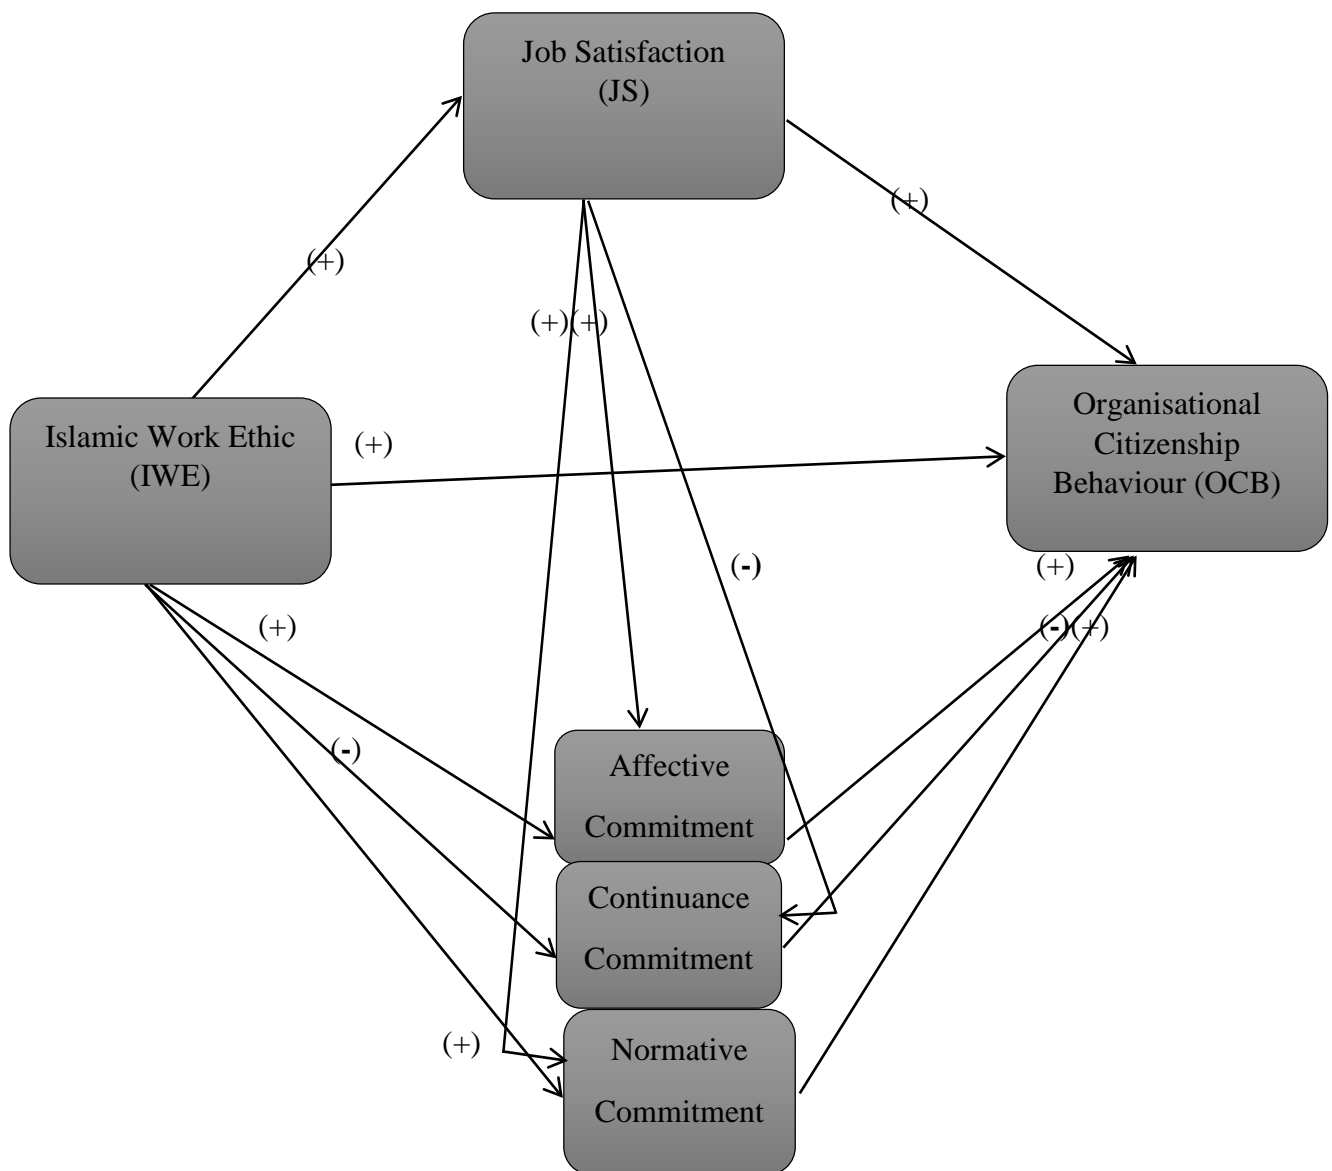 Job Satisfaction
(JS)
(+)
(+)
(+)(+)
Organisational
Citizenship
Behaviour (OCB)
Islamic Work Ethic
(IWE)
(+)
(-)
(+)
(+)
(-)(+)
(-)
Affective
Commitment
Continuance
Commitment
(+)
Normative
Commitment